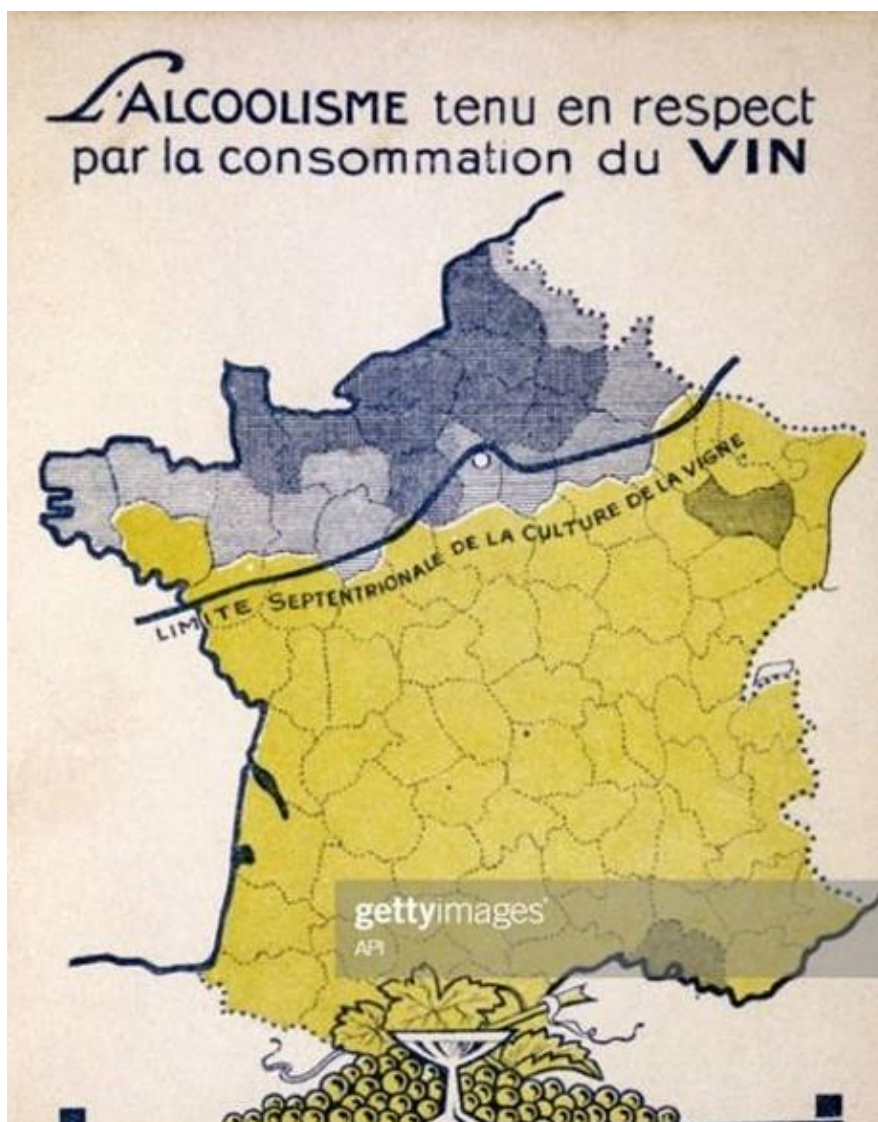 L'ALCOOLISME tenu en respect
par la consommation du VIN
LIMITE SEPTENTRIONALE DE LA CULTURE DE LA VIGNE
gettyimages
API